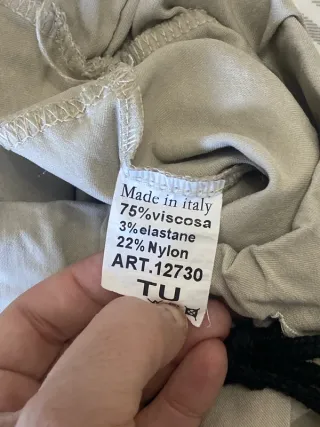 Made in italy
75%viscosa
3%elastane
22%Nylon
ART.12730
TU